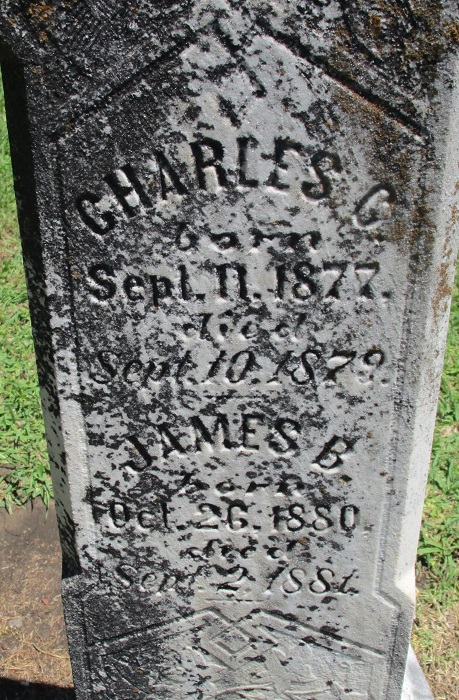 CHARLES C.
born
Sept. 11. 1877.
died
Sept. 10. 1879.
JAMES B.
born
Oct. 26. 1880.
died
Sept. 2. 1881.